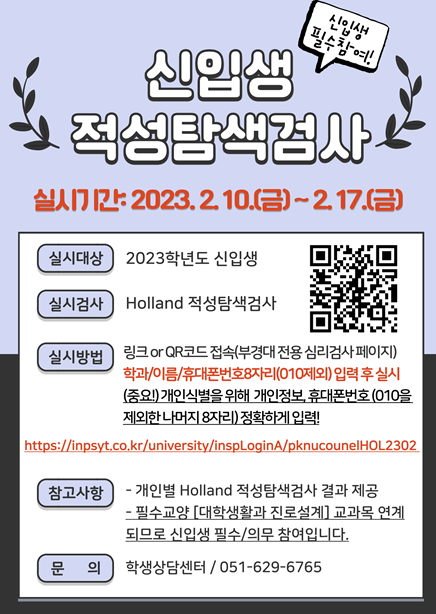 신입생
필수참여!
신입생
적성탐색검사
실시기간: 2023. 2. 10.(금) ~ 2. 17.(금)
실시대상 2023학년도 신입생
실시검사 Holland 적성탐색검사
실시방법 링크 or QR코드 접속(부경대 전용 심리검사 페이지)
학과/이름/휴대폰번호8자리(010제외) 입력 후 실시
(중요!) 개인식별을 위해 개인정보, 휴대폰번호 (010을
제외한 나머지 8자리) 정확하게 입력!
https://inpsyt.co.kr/university/inspLoginA/pknucounelHOL2302
참고사항 - 개인별 Holland 적성탐색검사 결과 제공
- 필수교양 [대학생활과 진로설계] 교과목 연계
되므로 신입생 필수/의무 참여입니다.
문 의 학생상담센터 / 051-629-6765